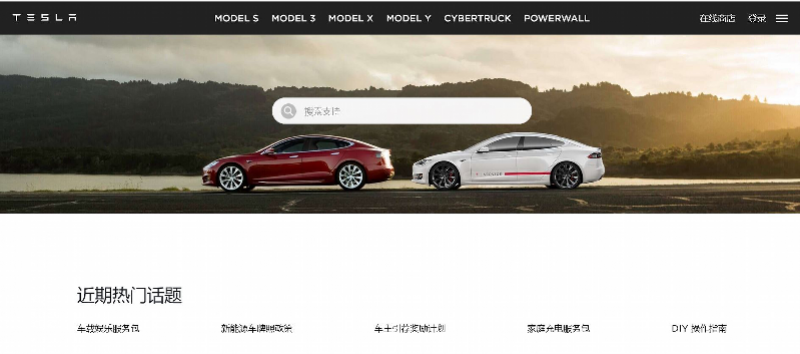 TESLA
MODEL S MODEL 3 MODEL X MODEL Y CYBERTRUCK POWERWALL
在线商店 登录
搜索支持
近期热门话题
车载娱乐服务包 新能源车牌照政策 车主引荐奖励计划 家庭充电服务包 DIY 操作指南